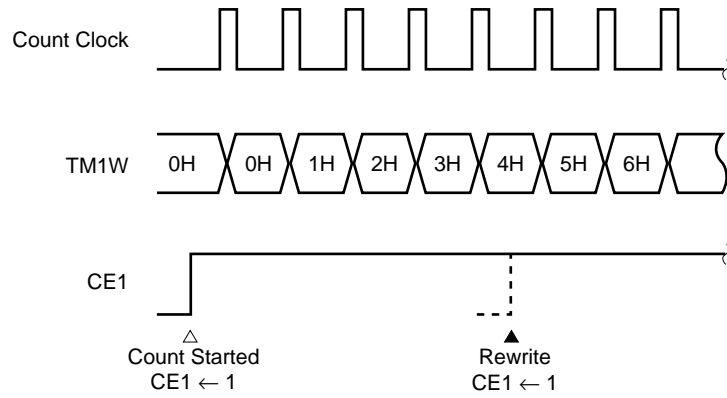 Count Clock
TM1W 0H 0H 1H 2H 3H 4H 5H 6H
CE1
Count Started Rewrite
CE1 ← 1 CE1 ← 1